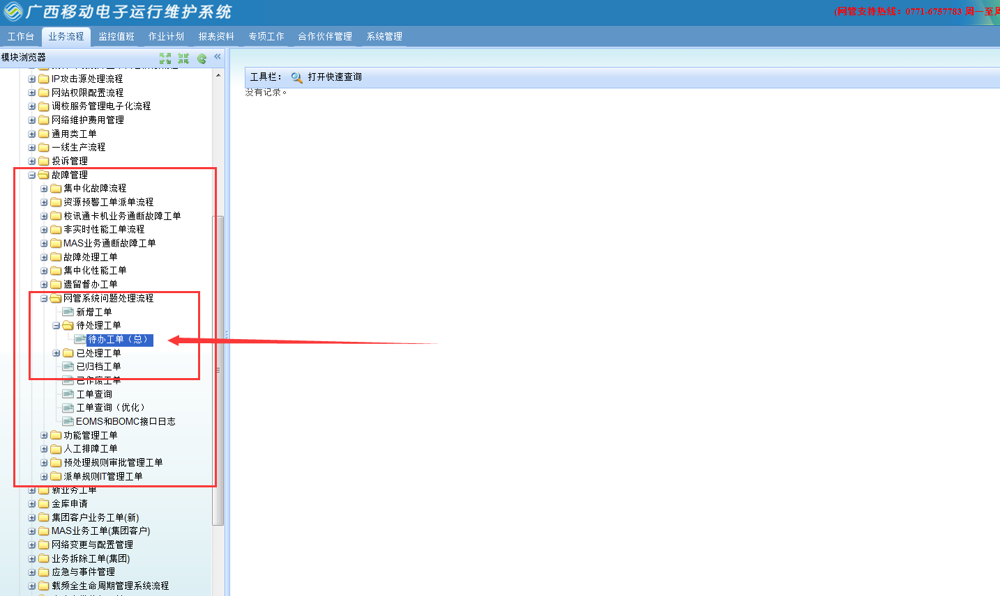 广西移动电子运行维护系统
(网管支持热线：0771-6757783 周一至周
工作台 业务流程 监控值班 作业计划 报表资料 专项工作 合作伙伴管理 系统管理
模块浏览器
工具栏： 打开快速查询
没有记录。
IP攻击源处理流程
网站权限配置流程
调校服务管理电子化流程
网络维护费用管理
通用类工单
一线生产流程
投诉管理
故障管理
集中化故障流程
资源预警工单派单流程
校讯通卡机业务通断故障工单
非实时性能工单流程
MAS业务通断故障工单
故障处理工单
集中化性能工单
遗留督办工单
网管系统问题处理流程
新增工单
待处理工单
待办工单（总）
已处理工单
已归档工单
已作废工单
工单查询
工单查询（优化）
EOMS和BOMC接口日志
功能管理工单
人工排障工单
预处理规则审批管理工单
派单规则IT管理工单
新业务工单
金库申请
集团客户业务工单(新)
MAS业务工单(集团客户)
网络变更与配置管理
业务拆除工单(集团)
应急与事件管理
载频全生命周期管理系统流程